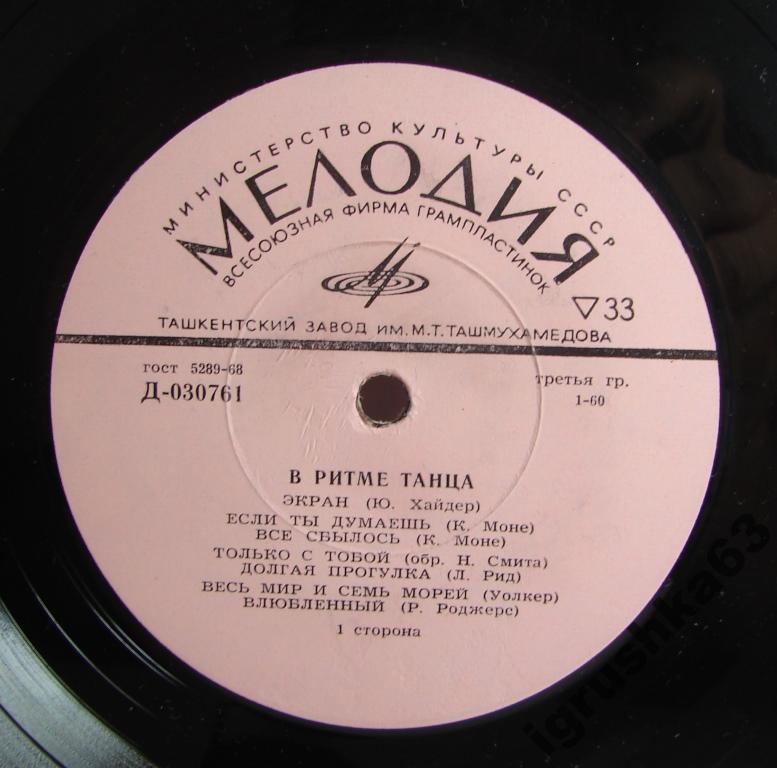 МИНИСТЕРСТВО КУЛЬТУРЫ СССР
МЕЛОДИЯ
ВСЕСОЮЗНАЯ ФИРМА ГРАМПЛАСТИНОК
▽33
ТАШКЕНТСКИЙ ЗАВОД ИМ. М.Т. ТАШМУХАМЕДОВА
гост 5289-68
третья гр.
Д-030761
1-60
В РИТМЕ ТАНЦА
ЭКРАН (Ю. Хайдер)
ЕСЛИ ТЫ ДУМАЕШЬ (К. Моне)
ВСЕ СБЫЛОСЬ (К. Моне)
ТОЛЬКО С ТОБОЙ (обр. Н. Смита)
ДОЛГАЯ ПРОГУЛКА (Л. Рид)
ВЕСЬ МИР И СЕМЬ МОРЕЙ (Уолкер)
ВЛЮБЛЕННЫЙ (Р. Роджерс)
1 сторона
igrushka63